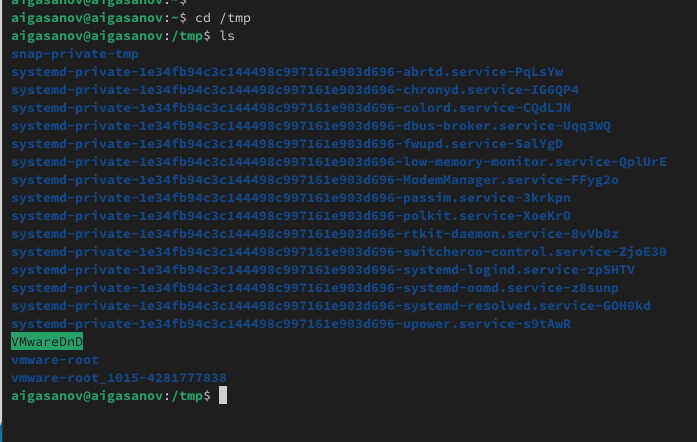 aigasanov@aigasanov:~$
aigasanov@aigasanov:~$ cd /tmp
aigasanov@aigasanov:/tmp$ ls
snap-private-tmp
systemd-private-1e34fb94c3c144498c997161e903d696-abrtd.service-PqLsYw
systemd-private-1e34fb94c3c144498c997161e903d696-chronyd.service-IG6QP4
systemd-private-1e34fb94c3c144498c997161e903d696-colord.service-CQdLJN
systemd-private-1e34fb94c3c144498c997161e903d696-dbus-broker.service-Uqq3WQ
systemd-private-1e34fb94c3c144498c997161e903d696-fwupd.service-SalYgD
systemd-private-1e34fb94c3c144498c997161e903d696-low-memory-monitor.service-QplUrE
systemd-private-1e34fb94c3c144498c997161e903d696-ModemManager.service-FFyg2o
systemd-private-1e34fb94c3c144498c997161e903d696-passim.service-3krkpn
systemd-private-1e34fb94c3c144498c997161e903d696-polkit.service-XoeKrO
systemd-private-1e34fb94c3c144498c997161e903d696-rtkit-daemon.service-8vVb0z
systemd-private-1e34fb94c3c144498c997161e903d696-switcheroo-control.service-ZjoE30
systemd-private-1e34fb94c3c144498c997161e903d696-systemd-logind.service-zpSHTV
systemd-private-1e34fb94c3c144498c997161e903d696-systemd-oomd.service-z8sunp
systemd-private-1e34fb94c3c144498c997161e903d696-systemd-resolved.service-GOH0kd
systemd-private-1e34fb94c3c144498c997161e903d696-upower.service-s9tAwR
VMwareDnD
vmware-root
vmware-root_1015-4281777838
aigasanov@aigasanov:/tmp$